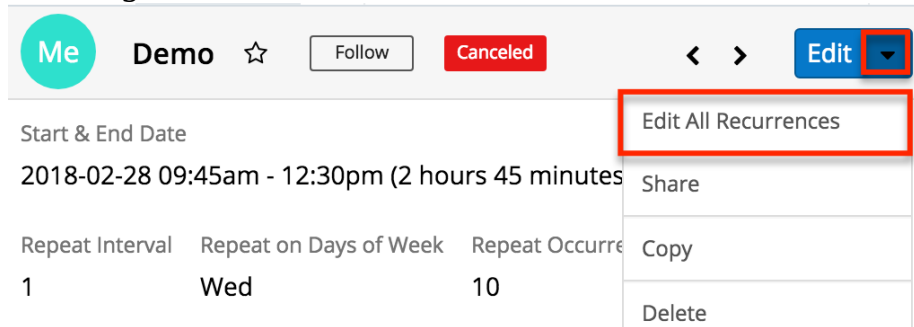 Me Demo Follow Canceled Edit
Start & End Date
2018-02-28 09:45am - 12:30pm (2 hours 45 minutes
Repeat Interval Repeat on Days of Week Repeat Occurre
1 Wed 10
Edit All Recurrences
Share
Copy
Delete